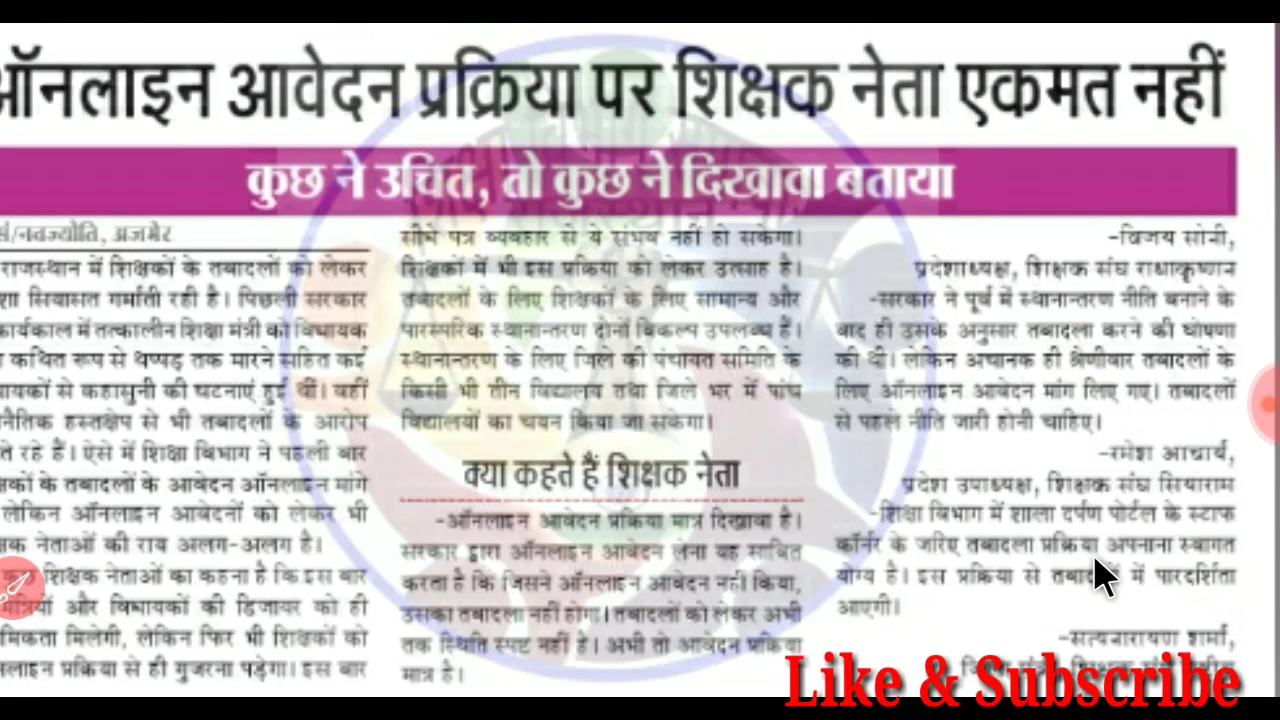 ऑनलाइन आवेदन प्रक्रिया पर शिक्षक नेता एकमत नहीं
कुछ ने उचित, तो कुछ ने दिखावा बताया
सं/नवज्योति, अजमेर
राजस्थान में शिक्षकों के तबादलों को लेकर
शा सियासत गर्माती रही है। पिछली सरकार
कार्यकाल में तत्कालीन शिक्षा मंत्री को विधायक
कथित रूप से थप्पड़ तक मारने सहित कई
ायकों से कहासुनी की घटनाएं हुई थीं। वहीं
नैतिक हस्तक्षेप से भी तबादलों के आरोप
ते रहे हैं। ऐसे में शिक्षा विभाग ने पहली बार
क्षकों के तबादलों के आवेदन ऑनलाइन मांगे
लेकिन ऑनलाइन आवेदनों को लेकर भी
क्षक नेताओं की राय अलग-अलग है।
कुछ शिक्षक नेताओं का कहना है कि इस बार
मंत्रियों और विधायकों की डिजायर को ही
मिकता मिलेगी, लेकिन फिर भी शिक्षकों को
नलाइन प्रक्रिया से ही गुजरना पड़ेगा। इस बार
सीधे पत्र व्यवहार से ये संभव नहीं हो सकेगा।
शिक्षकों में भी इस प्रक्रिया को लेकर उत्साह है।
तबादलों के लिए शिक्षकों के लिए सामान्य और
पारस्परिक स्थानान्तरण दोनों विकल्प उपलब्ध हैं।
स्थानान्तरण के लिए जिले की पंचायत समिति के
किसी भी तीन विद्यालय तथा जिले भर में पांच
विद्यालयों का चयन किया जा सकेगा।
क्या कहते हैं शिक्षक नेता
-ऑनलाइन आवेदन प्रक्रिया मात्र दिखावा है।
सरकार द्वारा ऑनलाइन आवेदन लेना यह साबित
करता है कि जिसने ऑनलाइन आवेदन नहीं किया,
उसका तबादला नहीं होगा। तबादलों को लेकर अभी
तक स्थिति स्पष्ट नहीं है। अभी तो आवेदन प्रक्रिया
मात्र है।
-विजय सोनी,
प्रदेशाध्यक्ष, शिक्षक संघ राधाकृष्णन
-सरकार ने पूर्व में स्थानान्तरण नीति बनाने के
बाद ही उसके अनुसार तबादला करने की घोषणा
की थी। लेकिन अचानक ही श्रेणीवार तबादलों के
लिए ऑनलाइन आवेदन मांग लिए गए। तबादलों
से पहले नीति जारी होनी चाहिए।
-रमेश आचार्य,
प्रदेश उपाध्यक्ष, शिक्षक संघ सियाराम
-शिक्षा विभाग में शाला दर्पण पोर्टल के स्टाफ
कॉर्नर के जरिए तबादला प्रक्रिया अपनाना स्वागत
योग्य है। इस प्रक्रिया से में पारदर्शिता
आएगी।
-सत्यनारायण शर्मा,
शिक्षक
Like & Subscribe